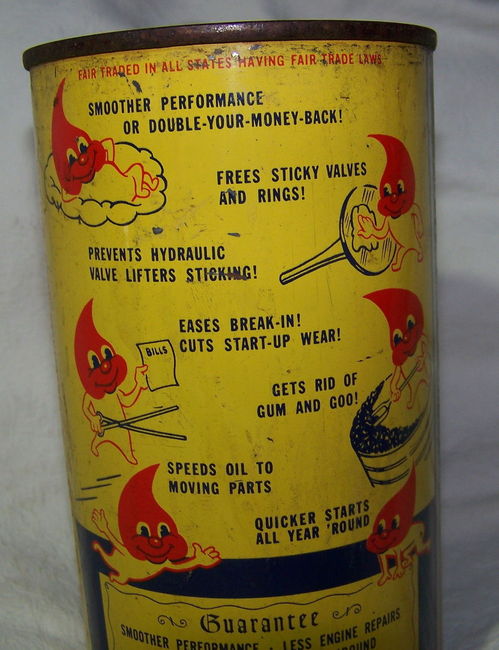 FAIR TRADED IN ALL STATES HAVING FAIR TRADE LAWS
SMOOTHER PERFORMANCE
OR DOUBLE-YOUR-MONEY-BACK!
FREES STICKY VALVES
AND RINGS!
PREVENTS HYDRAULIC
VALVE LIFTERS STICKING!
EASES BREAK-IN!
CUTS START-UP WEAR!
BILLS
GETS RID OF
GUM AND GOO!
SPEEDS OIL TO
MOVING PARTS
QUICKER STARTS
ALL YEAR 'ROUND
Guarantee
SMOOTHER PERFORMANCE · LESS ENGINE REPAIRS
ROUND